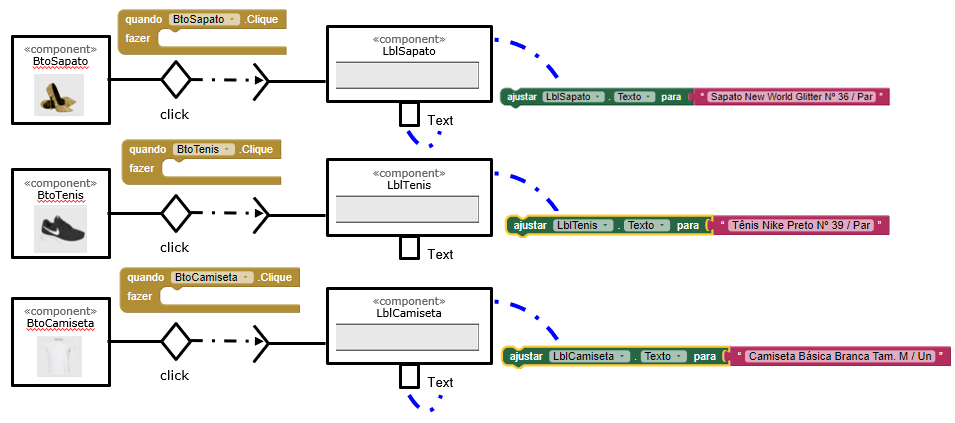 quando BtoSapato .Clique
fazer
«component»
BtoSapato
click
«component»
LblSapato
Text
ajustar LblSapato . Texto para " Sapato New World Glitter Nº 36 / Par "
quando BtoTenis .Clique
fazer
«component»
BtoTenis
click
«component»
LblTenis
Text
ajustar LblTenis . Texto para " Tênis Nike Preto Nº 39 / Par "
quando BtoCamiseta .Clique
fazer
«component»
BtoCamiseta
click
«component»
LblCamiseta
Text
ajustar LblCamiseta . Texto para " Camiseta Básica Branca Tam. M / Un "